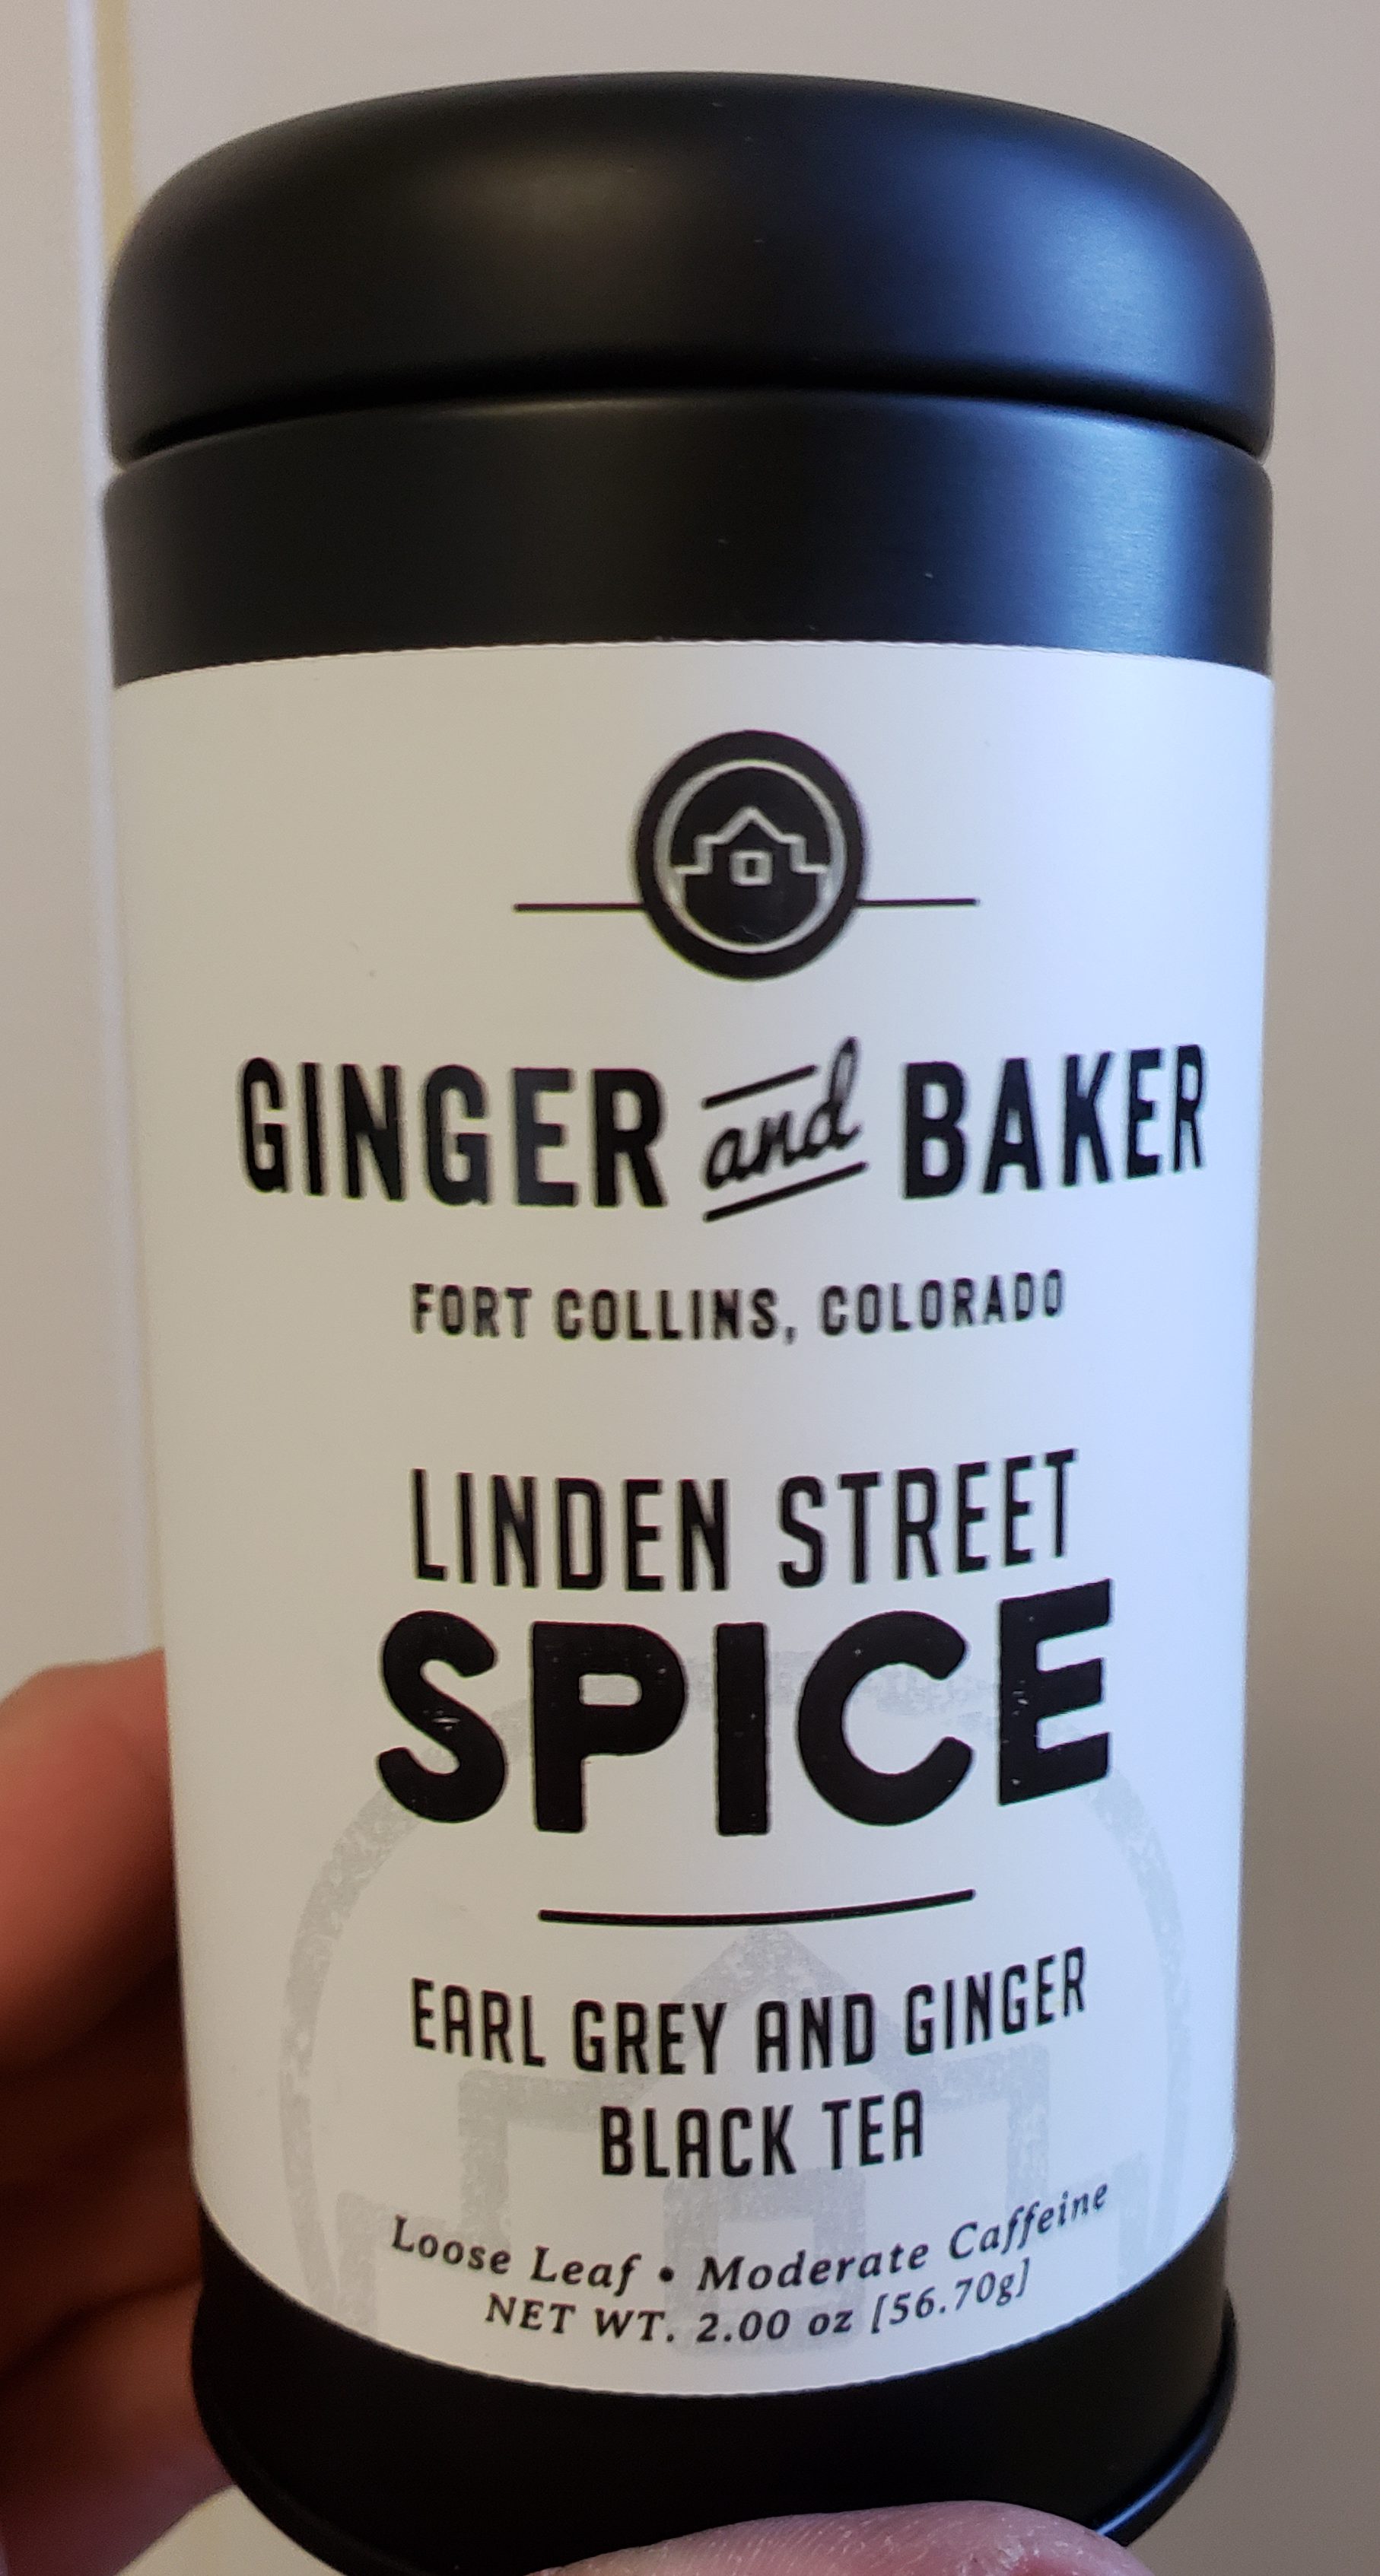 GINGER and BAKER
FORT COLLINS, COLORADO
LINDEN STREET
SPICE
EARL GREY AND GINGER
BLACK TEA
Loose Leaf • Moderate Caffeine
NET WT. 2.00 oz [56.70g]